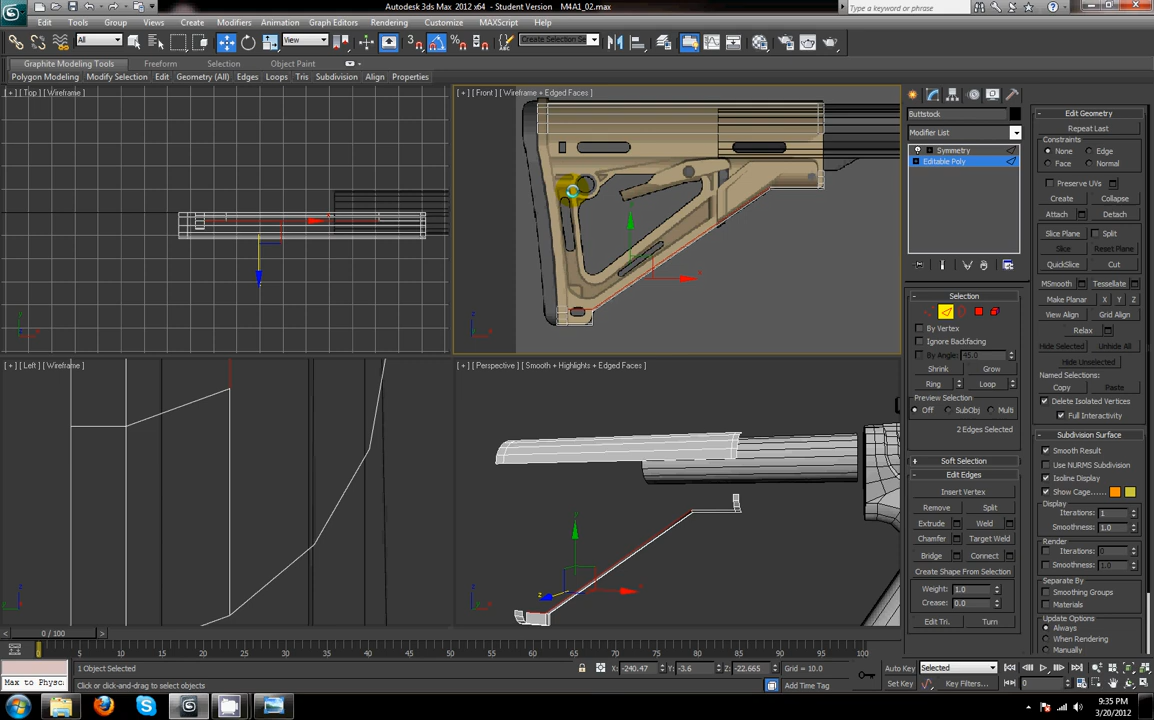 Autodesk 3ds Max 2012 x64 - Student Version M4A1_02.max
Type a keyword or phrase
Edit Tools Group Views Create Modifiers Animation Graph Editors Rendering Customize MAXScript Help
All View Create Selection Se
Graphite Modeling Tools Freeform Selection Object Paint
Polygon Modeling Modify Selection Edit Geometry (All) Edges Loops Tris Subdivision Align Properties
[ + ] [ Top ] [ Wireframe ]
[ + ] [ Front ] [ Wireframe + Edged Faces ]
[ + ] [ Left ] [ Wireframe ]
[ + ] [ Perspective ] [ Smooth + Highlights + Edged Faces ]
Buttstock
Modifier List
Symmetry
Editable Poly
Selection
By Vertex
Ignore Backfacing
By Angle: 45.0
Shrink Grow
Ring Loop
Preview Selection
Off SubObj Multi
2 Edges Selected
Soft Selection
Edit Edges
Insert Vertex
Remove Split
Extrude Weld
Chamfer Target Weld
Bridge Connect
Create Shape From Selection
Weight: 1.0
Crease: 0.0
Edit Tri. Turn
Edit Geometry
Repeat Last
Constraints
None Edge
Face Normal
Preserve UVs
Create Collapse
Attach Detach
Slice Plane Split
Slice Reset Plane
QuickSlice Cut
MSmooth Tessellate
Make Planar X Y Z
View Align Grid Align
Relax
Hide Selected Unhide All
Hide Unselected
Named Selections:
Copy Paste
Delete Isolated Vertices
Full Interactivity
Subdivision Surface
Smooth Result
Use NURMS Subdivision
Isoline Display
Show Cage......
Display
Iterations: 1
Smoothness: 1.0
Render
Iterations: 0
Smoothness: 1.0
Separate By
Smoothing Groups
Materials
Update Options
Always
When Rendering
Manually
0 / 100
0 5 10 15 20 25 30 35 40 45 50 55 60 65 70 75 80 85 90 95 100
1 Object Selected
X: -240.47 Y: -3.6 Z: -22.665 Grid = 10.0
Auto Key Selected
Max to Physc
Click or click-and-drag to select objects
Add Time Tag
Set Key Key Filters... 0
9:35 PM
3/20/2012